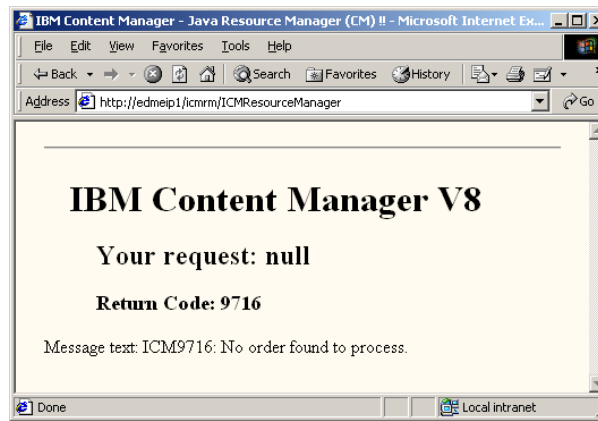 IBM Content Manager - Java Resource Manager (CM) !! - Microsoft Internet Ex...
File Edit View Favorites Tools Help
Back Search Favorites History
Address http://edmeip1/icmrm/ICMResourceManager Go
IBM Content Manager V8
Your request: null
Return Code: 9716
Message text: ICM9716: No order found to process.
Done Local intranet